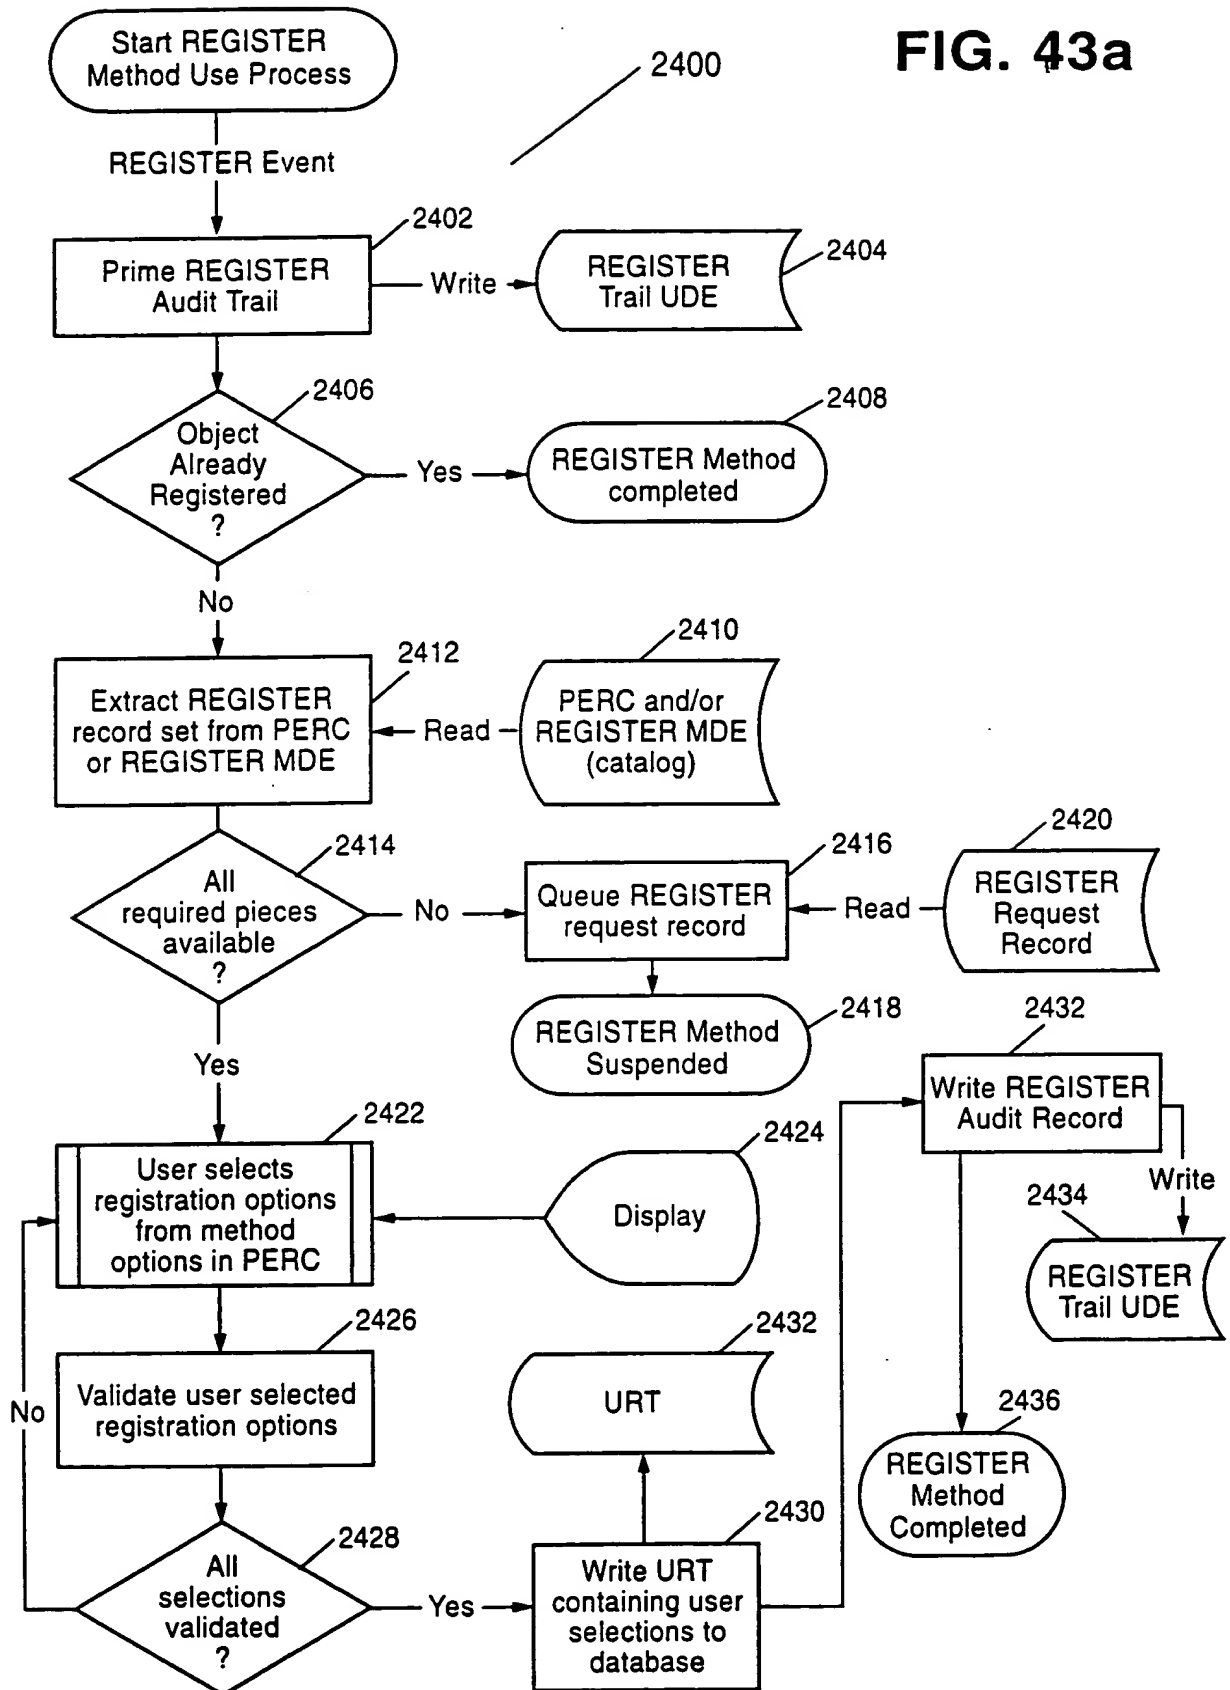 FIG. 43a
Start REGISTER
Method Use Process
2400
REGISTER Event
2402
Prime REGISTER
Audit Trail
Write
REGISTER
Trail UDE
2404
2406
Object
Already
Registered
?
Yes
2408
REGISTER Method
completed
No
2412
Extract REGISTER
record set from PERC
or REGISTER MDE
Read
2410
PERC and/or
REGISTER MDE
(catalog)
2414
All
required pieces
available
?
No
2416
Queue REGISTER
request record
Read
2420
REGISTER
Request
Record
2418
REGISTER Method
Suspended
Yes
2422
User selects
registration options
from method
options in PERC
2424
Display
2426
Validate user selected
registration options
No
2428
All
selections
validated
?
Yes
2430
Write URT
containing user
selections to
database
2432
URT
2432
Write REGISTER
Audit Record
Write
2434
REGISTER
Trail UDE
2436
REGISTER
Method
Completed